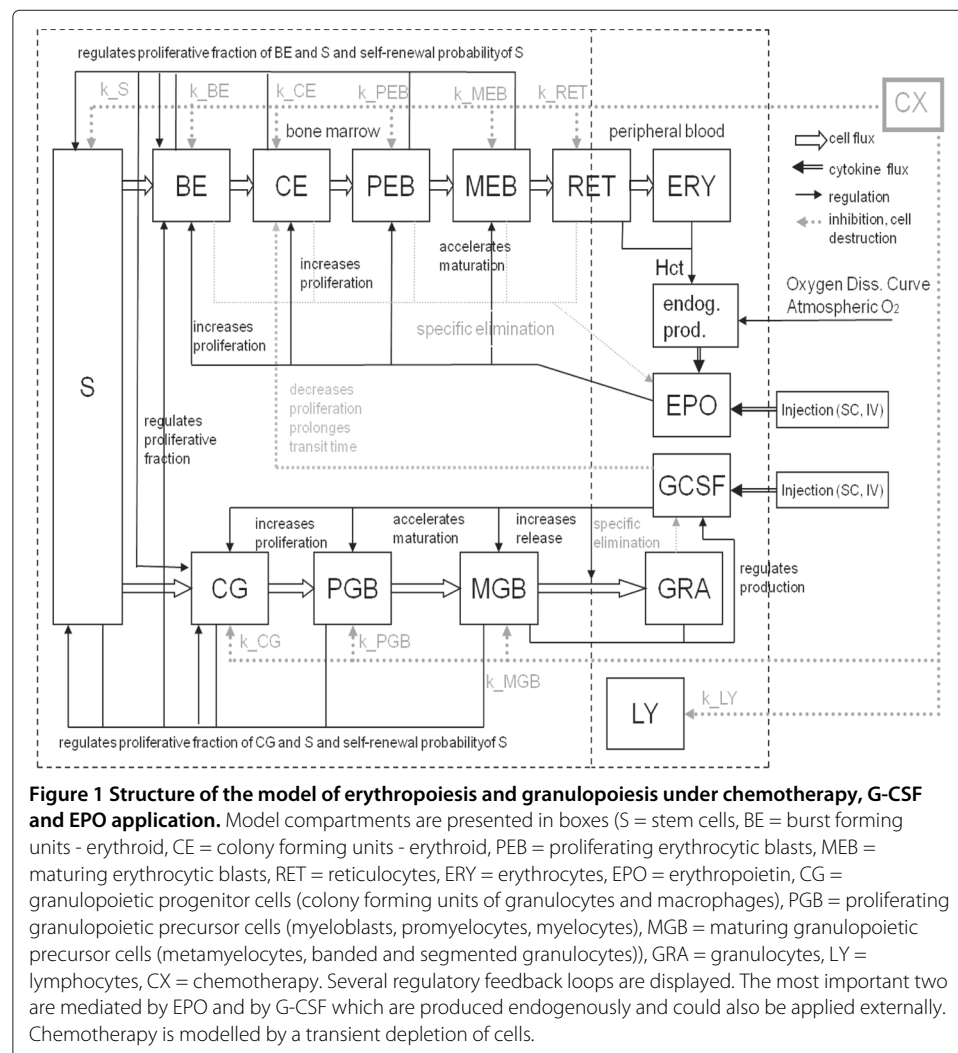 regulates proliferative fraction of BE and S and self-renewal probability of S
k_S
k_BE
k_CE
k_PEB
k_MEB
k_RET
CX
bone marrow
peripheral blood
cell flux
cytokine flux
regulation
inhibition, cell
destruction
S
BE
CE
PEB
MEB
RET
ERY
increases
proliferation
accelerates
maturation
Hct
Oxygen Diss. Curve
Atmospheric O₂
endog.
prod.
increases
proliferation
specific elimination
EPO
Injection (SC, IV)
decreases
proliferation
prolonges
transit time
regulates
proliferative
fraction
GCSF
Injection (SC, IV)
increases
proliferation
accelerates
maturation
increases
release
specific
elimination
regulates
production
CG
PGB
MGB
GRA
k_CG
k_PGB
k_MGB
LY
k_LY
regulates proliferative fraction of CG and S and self-renewal probability of S
Figure 1 Structure of the model of erythropoiesis and granulopoiesis under chemotherapy, G-CSF
and EPO application. Model compartments are presented in boxes (S = stem cells, BE = burst forming
units - erythroid, CE = colony forming units - erythroid, PEB = proliferating erythrocytic blasts, MEB =
maturing erythrocytic blasts, RET = reticulocytes, ERY = erythrocytes, EPO = erythropoietin, CG =
granulopoietic progenitor cells (colony forming units of granulocytes and macrophages), PGB = proliferating
granulopoietic precursor cells (myeloblasts, promyelocytes, myelocytes), MGB = maturing granulopoietic
precursor cells (metamyelocytes, banded and segmented granulocytes)), GRA = granulocytes, LY =
lymphocytes, CX = chemotherapy. Several regulatory feedback loops are displayed. The most important two
are mediated by EPO and by G-CSF which are produced endogenously and could also be applied externally.
Chemotherapy is modelled by a transient depletion of cells.